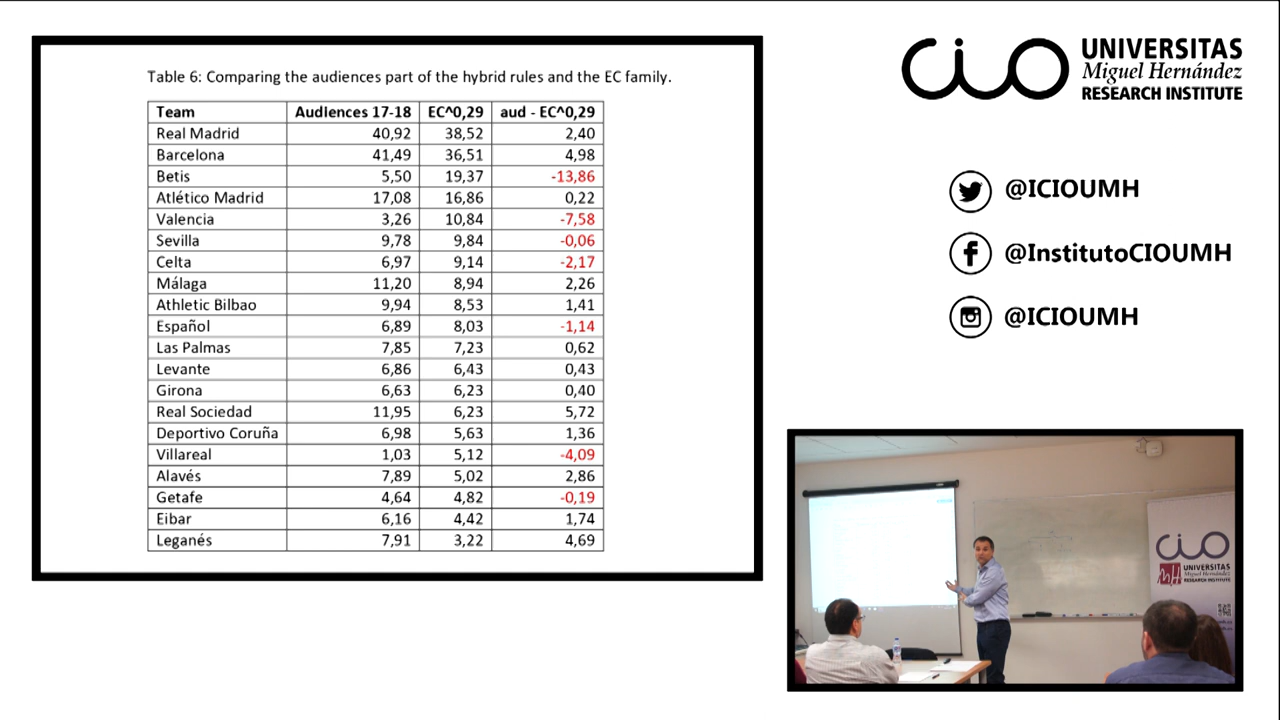 Table 6: Comparing the audiences part of the hybrid rules and the EC family.
Team Audiences 17-18 EC^0,29 aud - EC^0,29
Real Madrid 40,92 38,52 2,40
Barcelona 41,49 36,51 4,98
Betis 5,50 19,37 -13,86
Atlético Madrid 17,08 16,86 0,22
Valencia 3,26 10,84 -7,58
Sevilla 9,78 9,84 -0,06
Celta 6,97 9,14 -2,17
Málaga 11,20 8,94 2,26
Athletic Bilbao 9,94 8,53 1,41
Español 6,89 8,03 -1,14
Las Palmas 7,85 7,23 0,62
Levante 6,86 6,43 0,43
Girona 6,63 6,23 0,40
Real Sociedad 11,95 6,23 5,72
Deportivo Coruña 6,98 5,63 1,36
Villareal 1,03 5,12 -4,09
Alavés 7,89 5,02 2,86
Getafe 4,64 4,82 -0,19
Eibar 6,16 4,42 1,74
Leganés 7,91 3,22 4,69
cio
UNIVERSITAS
Miguel Hernández
RESEARCH INSTITUTE
@ICIOUMH
@InstitutoCIOUMH
@ICIOUMH
cio
UNIVERSITAS
Miguel Hernández
RESEARCH INSTITUTE